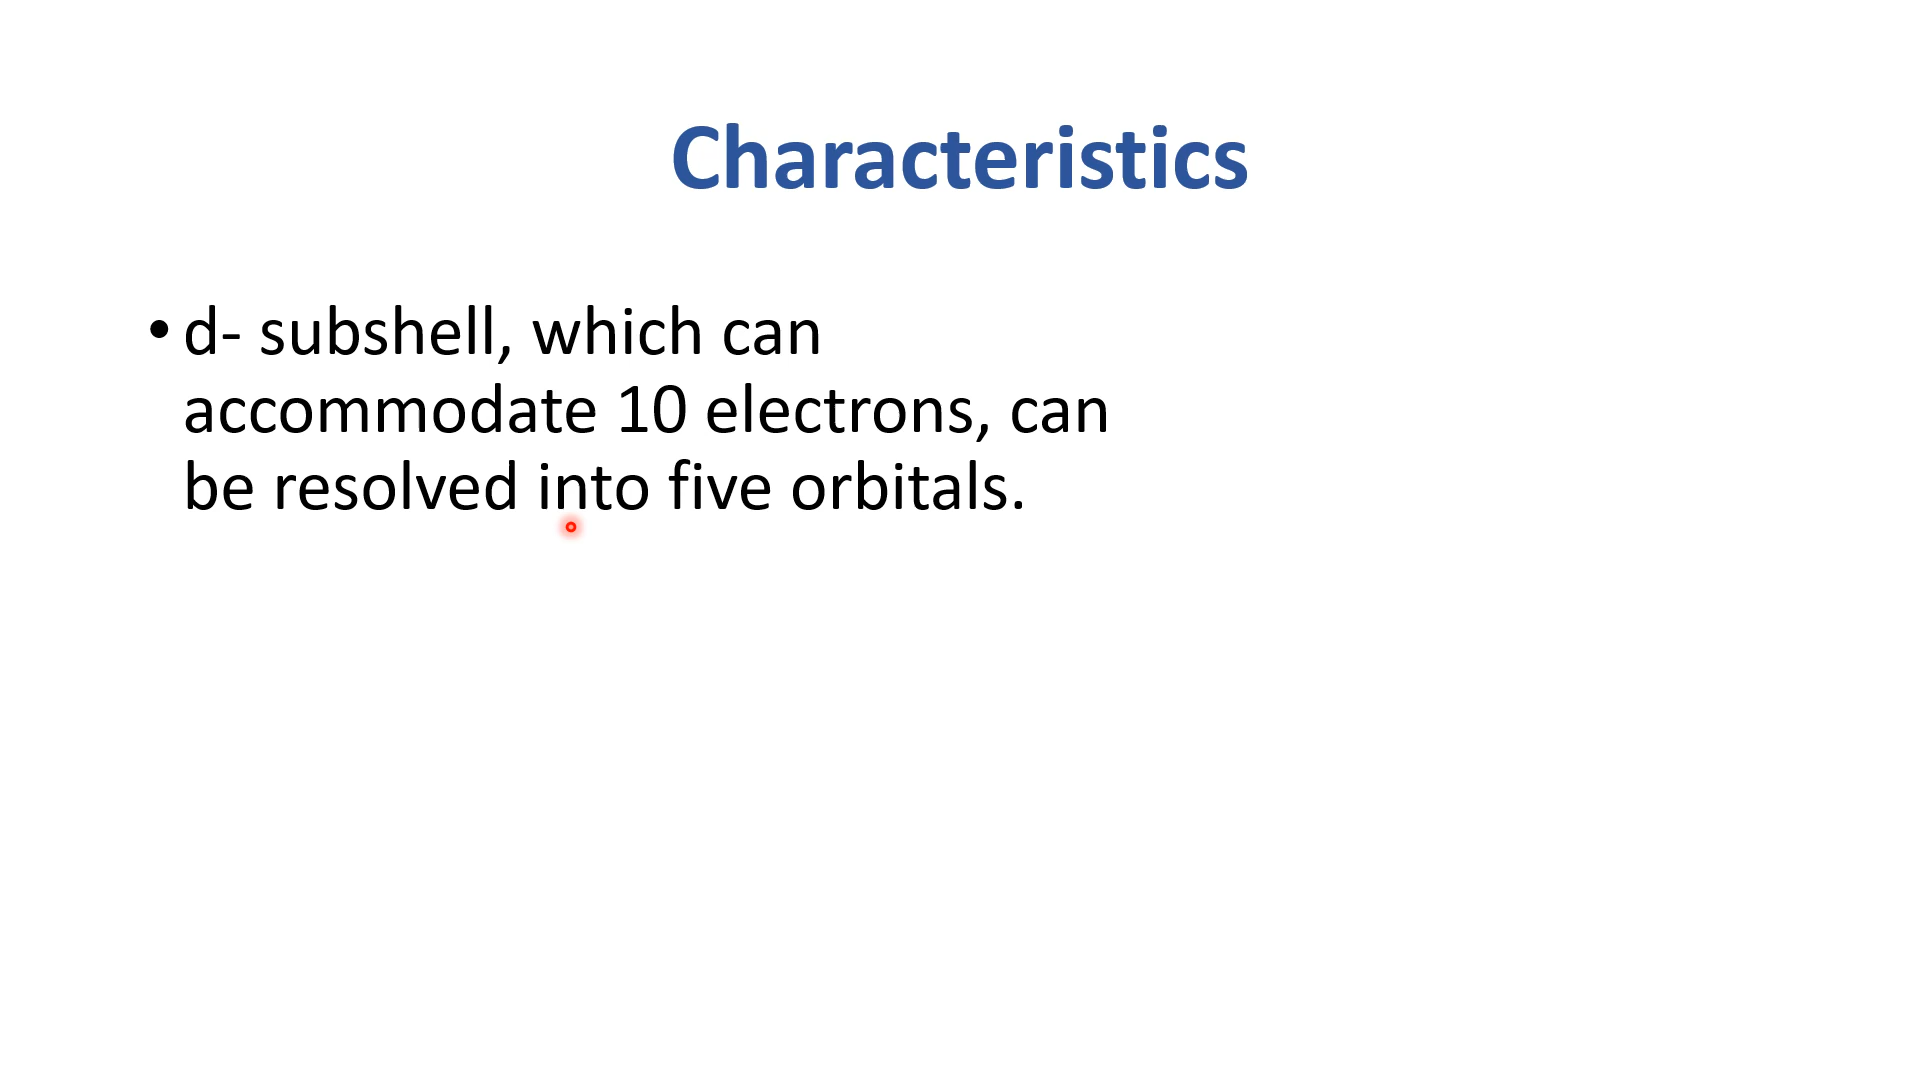 Characteristics
• d- subshell, which can
accommodate 10 electrons, can
be resolved into five orbitals.